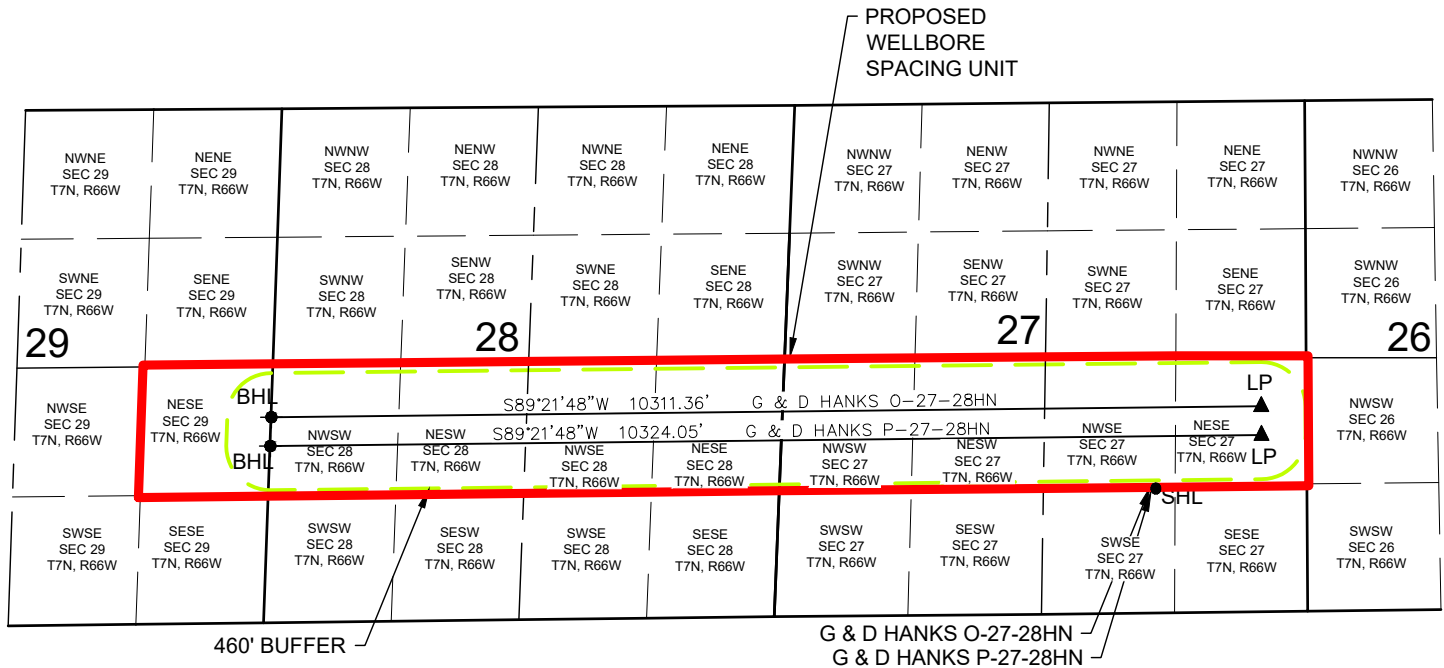 PROPOSED
WELLBORE
SPACING UNIT
NWNE
SEC 29
T7N, R66W
NENE
SEC 29
T7N, R66W
NWNW
SEC 28
T7N, R66W
NENW
SEC 28
T7N, R66W
NWNE
SEC 28
T7N, R66W
NENE
SEC 28
T7N, R66W
NWNW
SEC 27
T7N, R66W
NENW
SEC 27
T7N, R66W
NWNE
SEC 27
T7N, R66W
NENE
SEC 27
T7N, R66W
NWNW
SEC 26
T7N, R66W
SWNE
SEC 29
T7N, R66W
SENE
SEC 29
T7N, R66W
SWNW
SEC 28
T7N, R66W
SENW
SEC 28
T7N, R66W
SWNE
SEC 28
T7N, R66W
SENE
SEC 28
T7N, R66W
SWNW
SEC 27
T7N, R66W
SENW
SEC 27
T7N, R66W
SWNE
SEC 27
T7N, R66W
SENE
SEC 27
T7N, R66W
SWNW
SEC 26
T7N, R66W
29
28
27
26
NWSE
SEC 29
T7N, R66W
NESE
SEC 29
T7N, R66W
BHL
S89°21'48"W 10311.36' G & D HANKS O-27-28HN
LP
BHL
S89°21'48"W 10324.05' G & D HANKS P-27-28HN
LP
NWSW
SEC 28
T7N, R66W
NESW
SEC 28
T7N, R66W
NWSE
SEC 28
T7N, R66W
NESE
SEC 28
T7N, R66W
NWSW
SEC 27
T7N, R66W
NESW
SEC 27
T7N, R66W
NWSE
SEC 27
T7N, R66W
NESE
SEC 27
T7N, R66W
NWSW
SEC 26
T7N, R66W
SHL
SWSE
SEC 29
T7N, R66W
SESE
SEC 29
T7N, R66W
SWSW
SEC 28
T7N, R66W
SESW
SEC 28
T7N, R66W
SWSE
SEC 28
T7N, R66W
SESE
SEC 28
T7N, R66W
SWSW
SEC 27
T7N, R66W
SESW
SEC 27
T7N, R66W
SWSE
SEC 27
T7N, R66W
SESE
SEC 27
T7N, R66W
SWSW
SEC 26
T7N, R66W
460' BUFFER
G & D HANKS O-27-28HN
G & D HANKS P-27-28HN